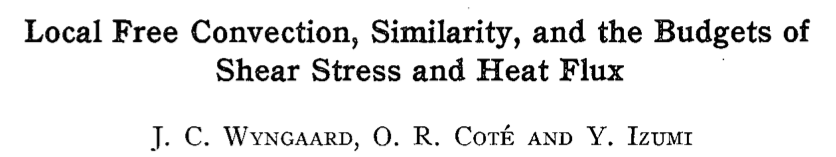 Local Free Convection, Similarity, and the Budgets of
Shear Stress and Heat Flux
J. C. Wyngaard, O. R. Coté and Y. Izumi